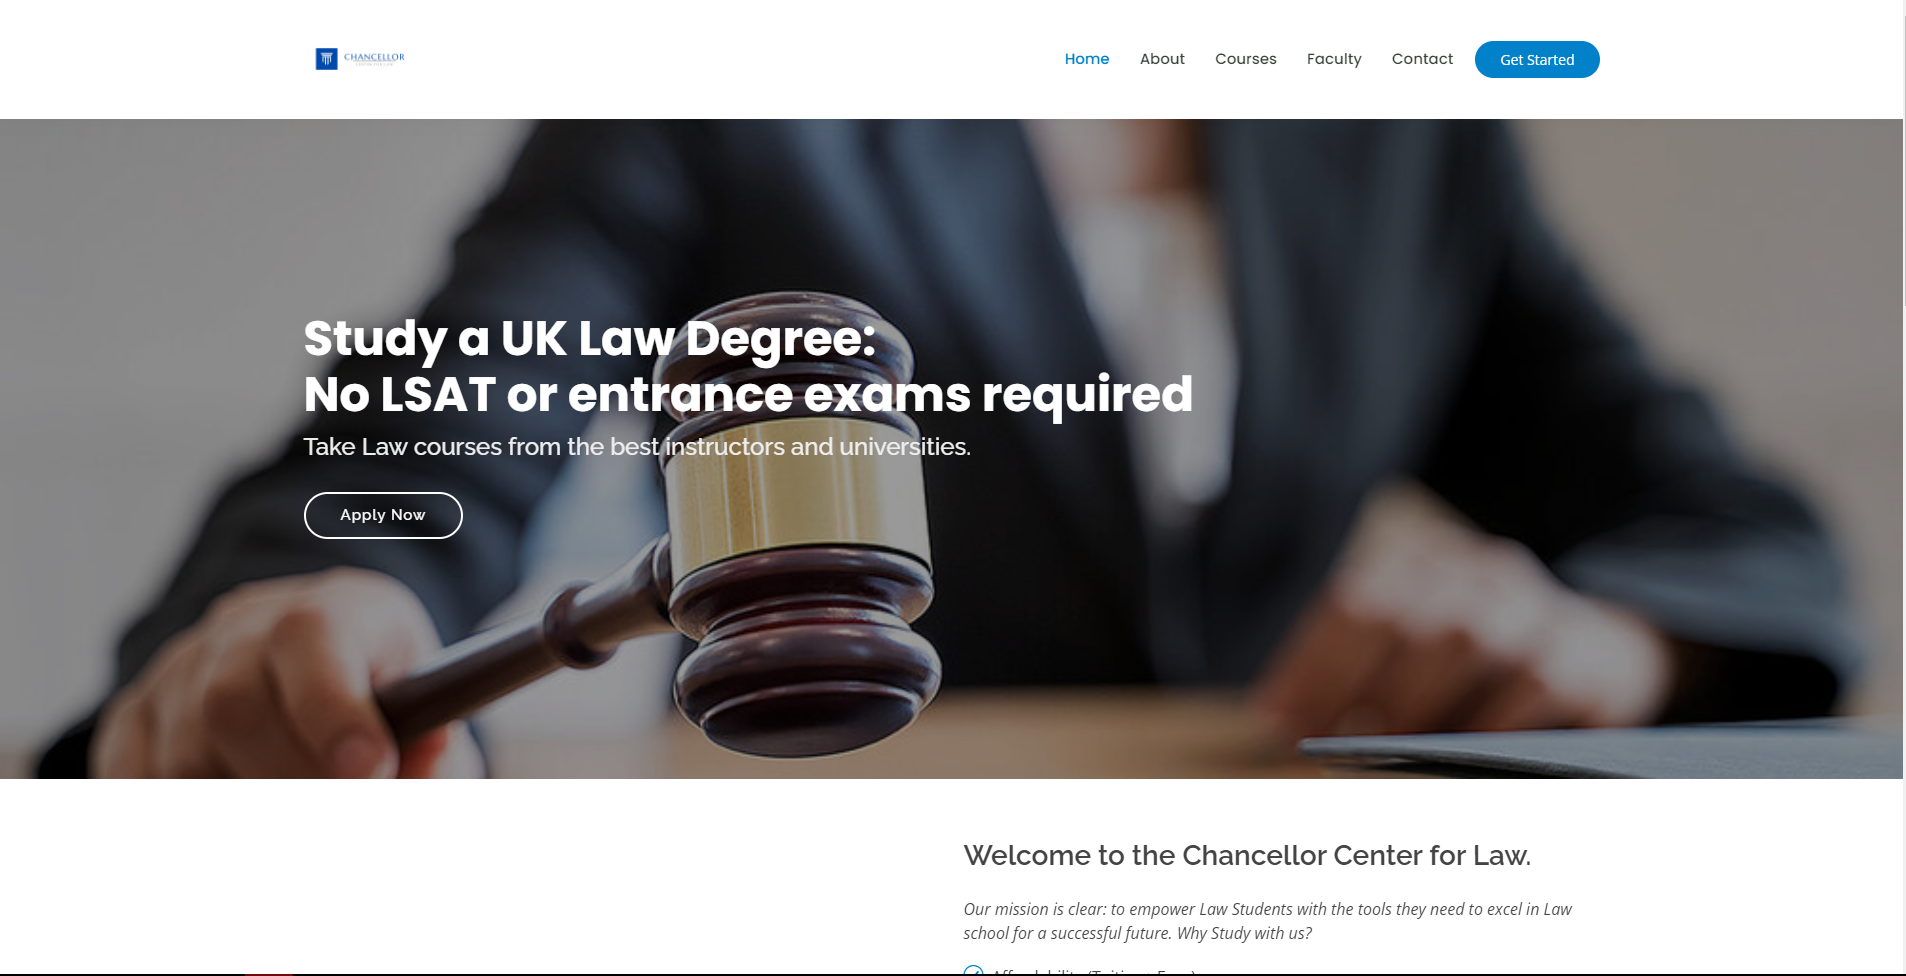 CHANCELLOR
CENTER FOR LAW
Home
About
Courses
Faculty
Contact
Get Started
Study a UK Law Degree:
No LSAT or entrance exams required
Take Law courses from the best instructors and universities.
Apply Now
Welcome to the Chancellor Center for Law.
Our mission is clear: to empower Law Students with the tools they need to excel in Law
school for a successful future. Why Study with us?